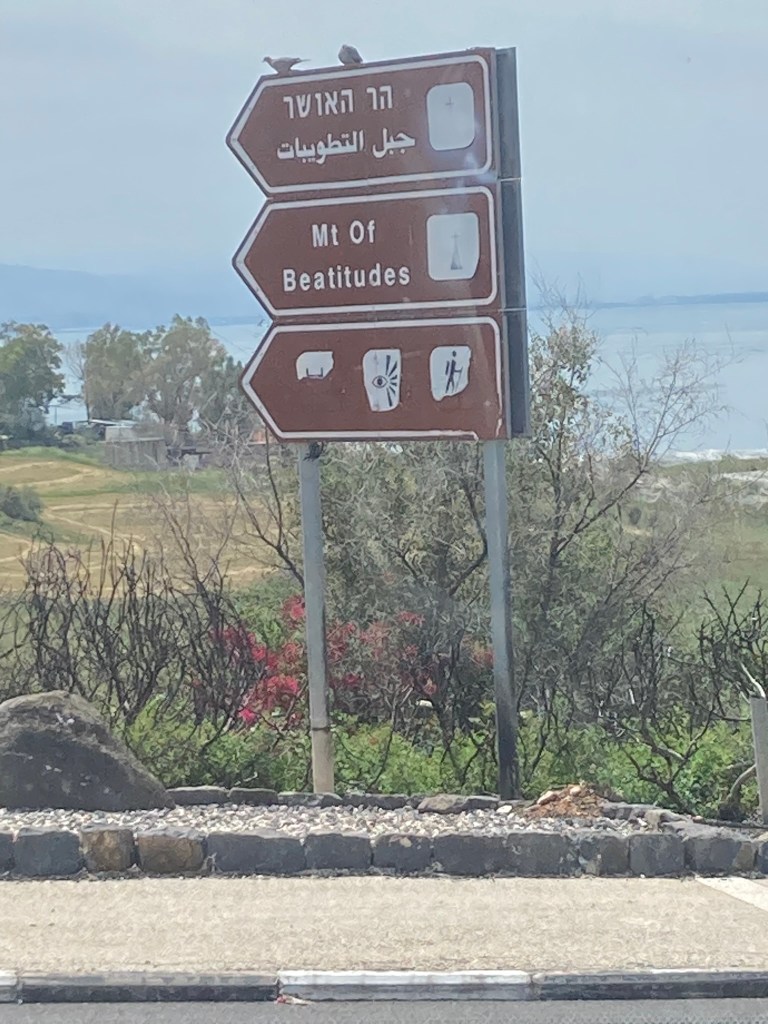 הר האושר
جبل التطويبات
Mt Of
Beatitudes